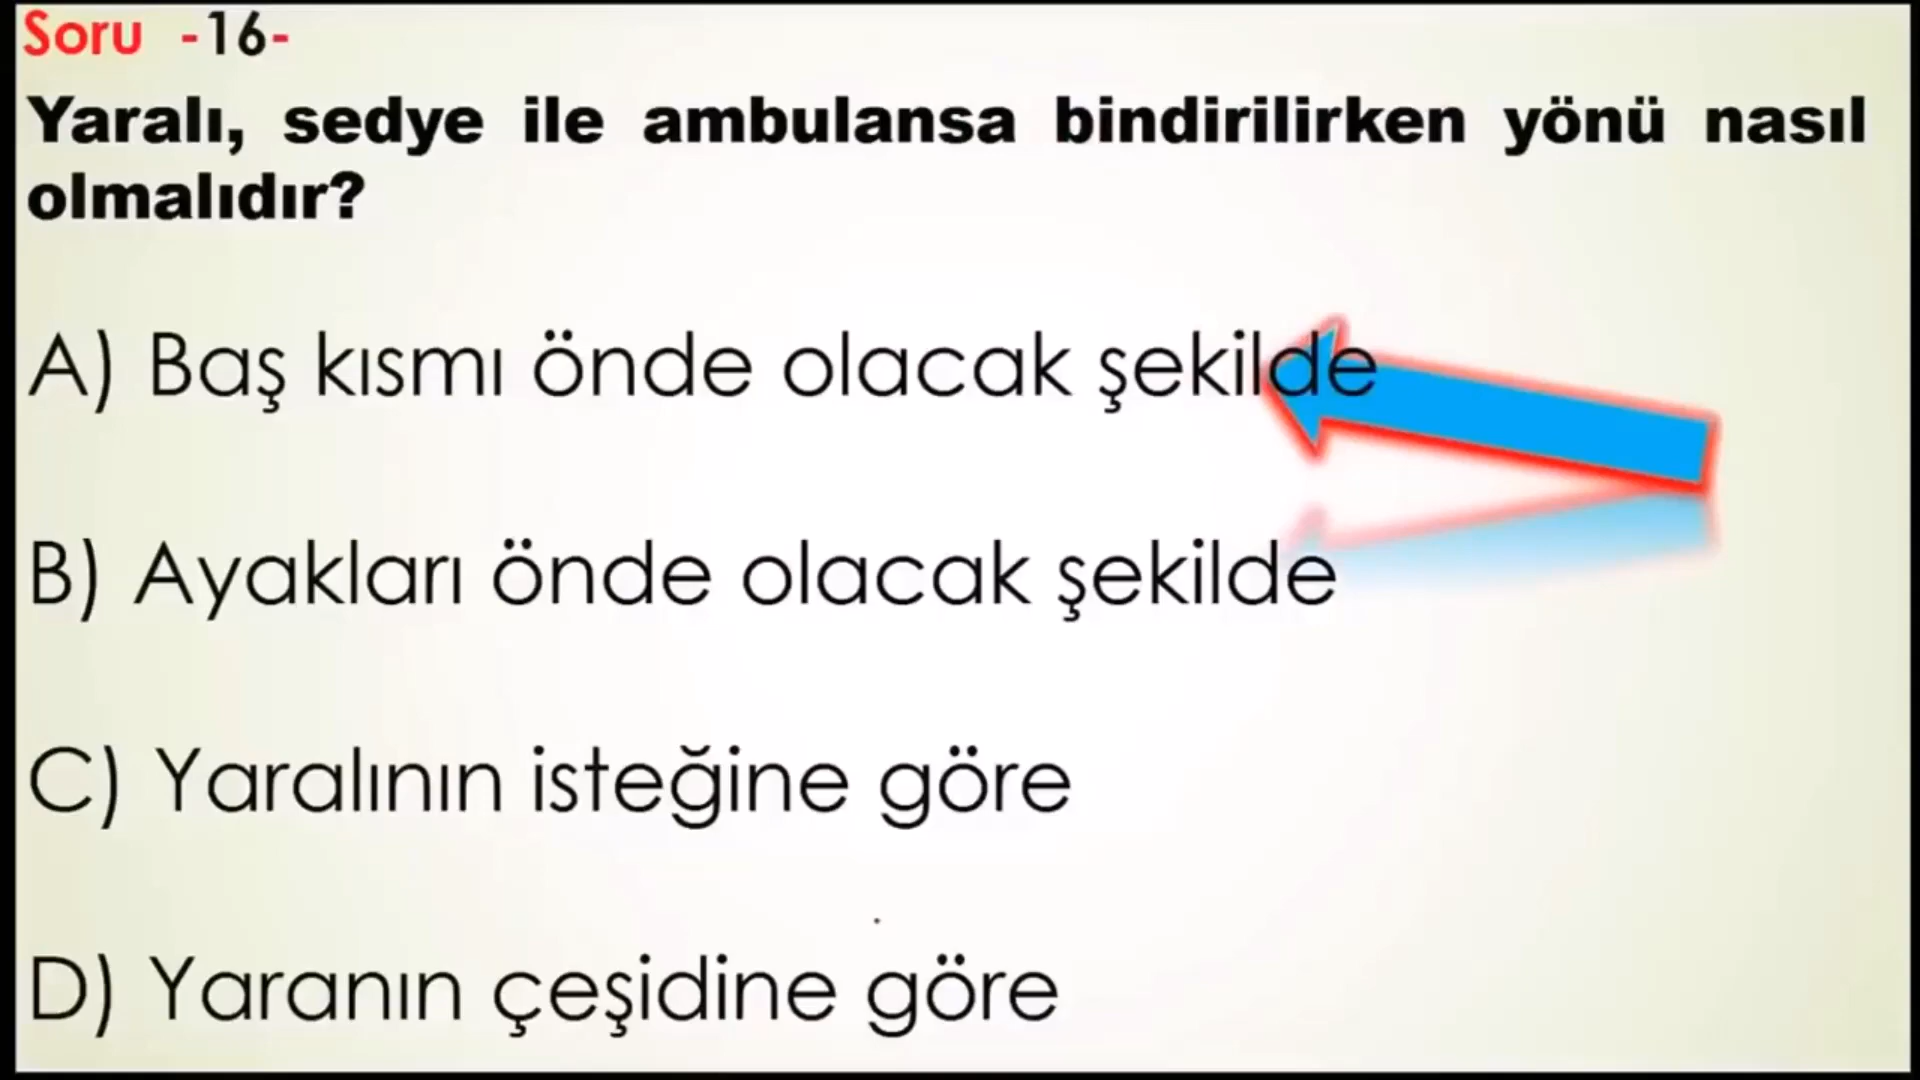 Soru -16-
Yaralı, sedye ile ambulansa bindirilirken yönü nasıl
olmalıdır?
A) Baş kısmı önde olacak şekilde
B) Ayakları önde olacak şekilde
C) Yaralının isteğine göre
D) Yaranın çeşidine göre